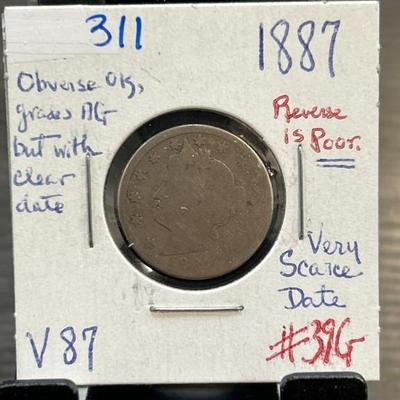 311
1887
Obverse OK,
grades AG
but with
clear
date
Reverse
is Poor.
Very
Scarce
Date
V87
#39G